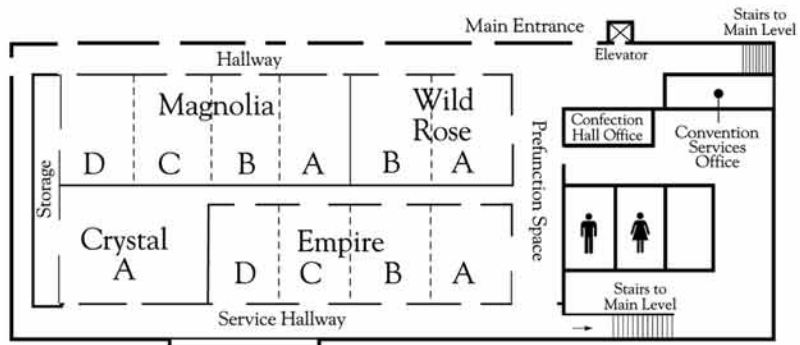 Stairs to
Main Level
Main Entrance
Elevator
Hallway
Magnolia
Wild
Rose
D C B A B A
Confection
Hall Office
Convention
Services
Office
Storage
Prefunction Space
Crystal
A
Empire
D C B A
Stairs to
Main Level
Service Hallway